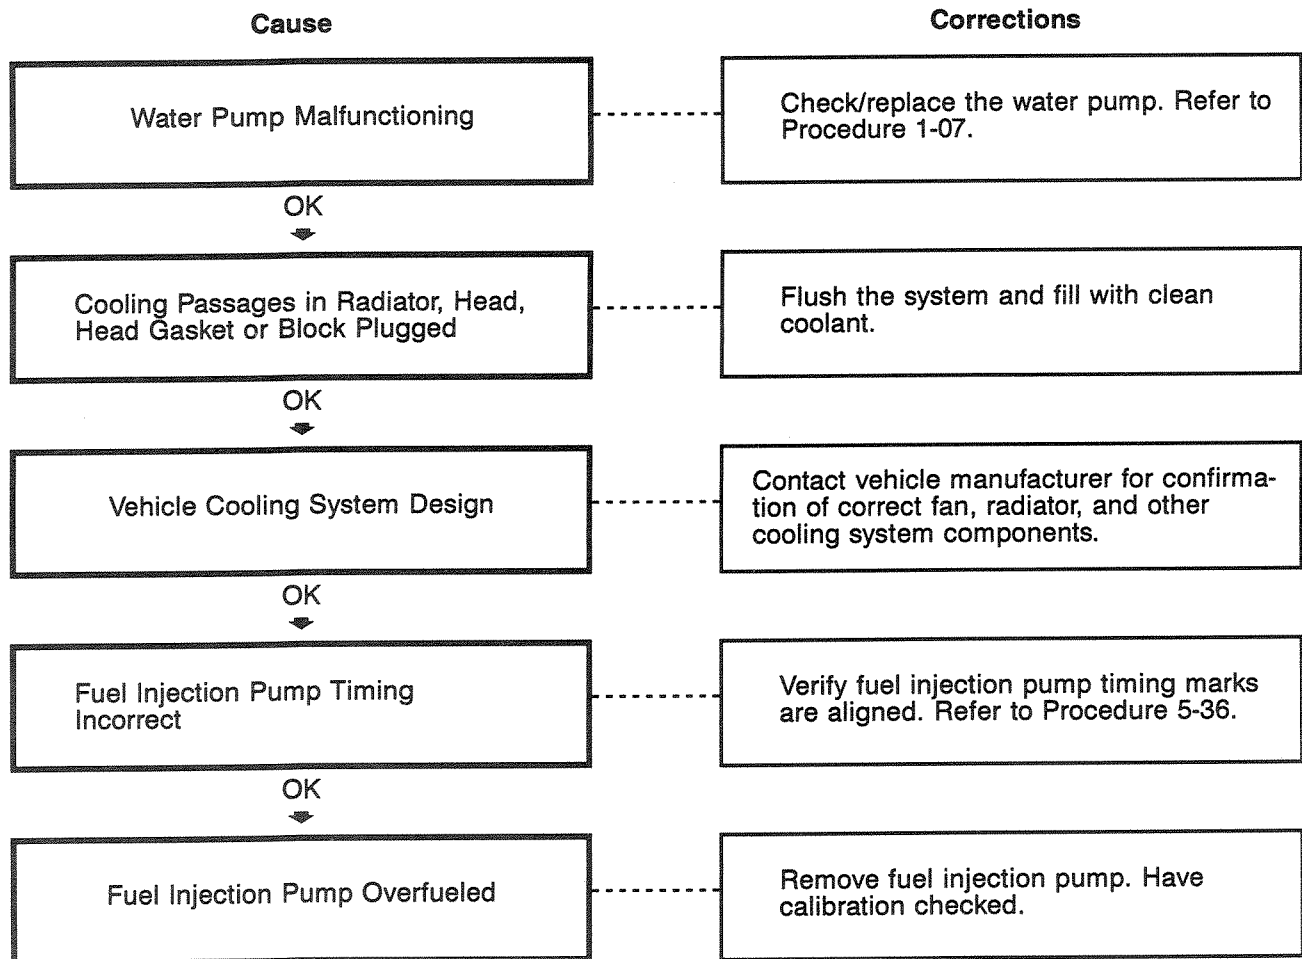 Cause
Corrections
Water Pump Malfunctioning
Check/replace the water pump. Refer to
Procedure 1-07.
OK
Cooling Passages in Radiator, Head,
Head Gasket or Block Plugged
Flush the system and fill with clean
coolant.
OK
Vehicle Cooling System Design
Contact vehicle manufacturer for confirma-
tion of correct fan, radiator, and other
cooling system components.
OK
Fuel Injection Pump Timing
Incorrect
Verify fuel injection pump timing marks
are aligned. Refer to Procedure 5-36.
OK
Fuel Injection Pump Overfueled
Remove fuel injection pump. Have
calibration checked.